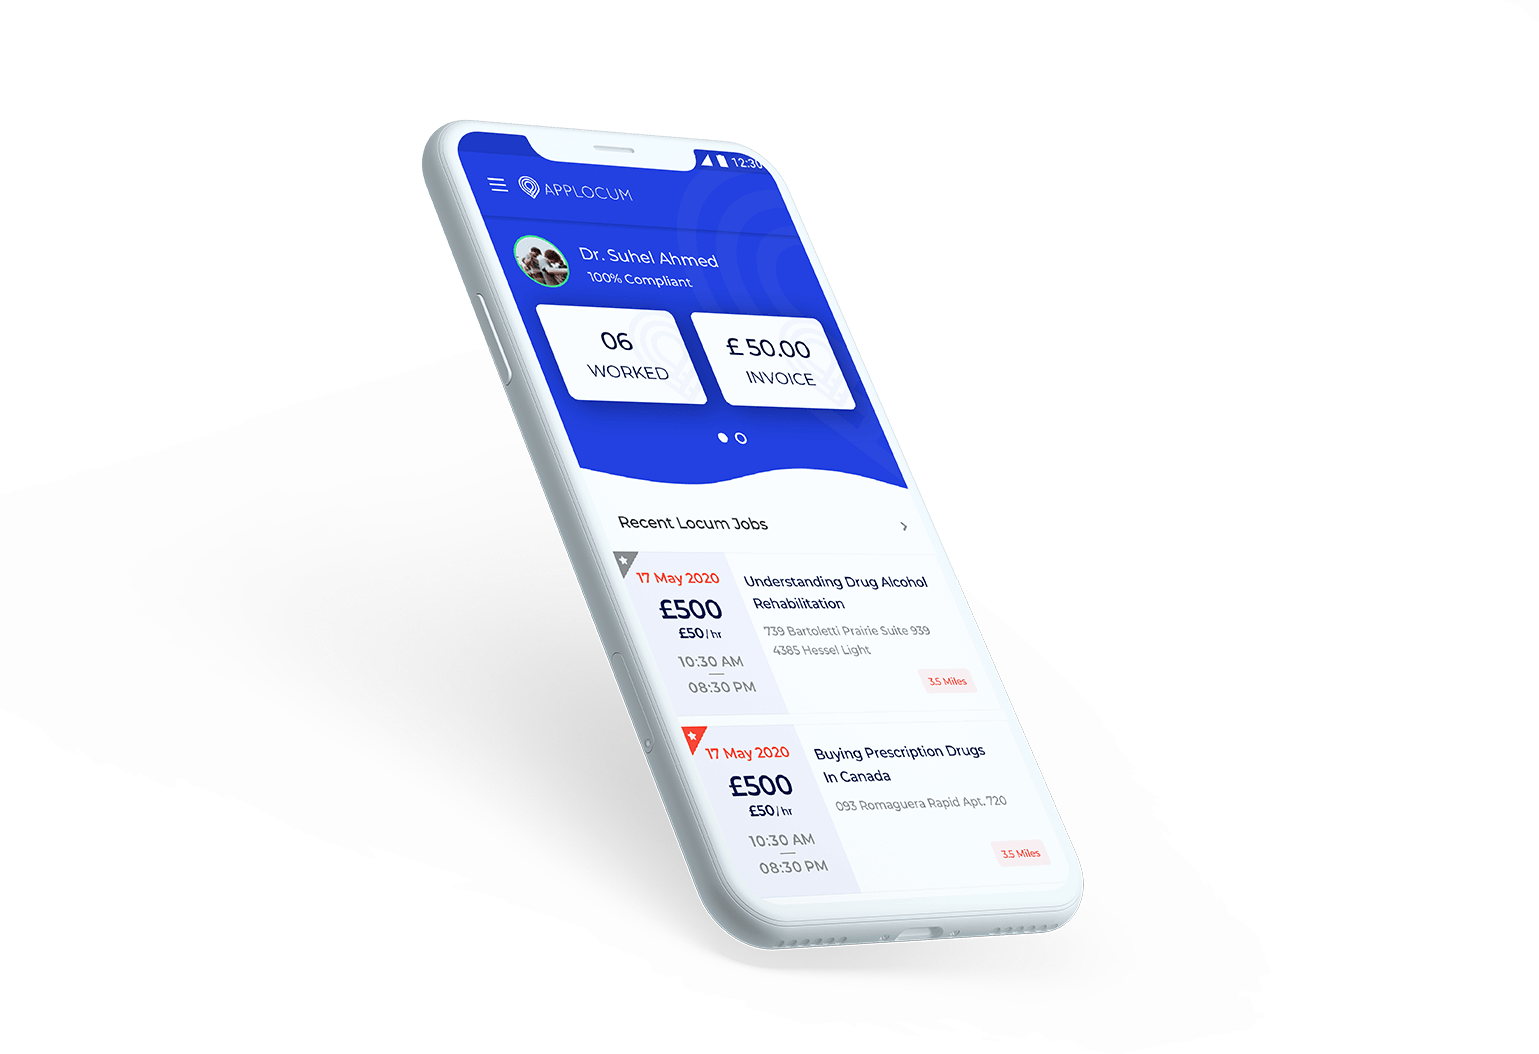 12:30
APPLOCUM
Dr. Suhel Ahmed
100% Compliant
06
WORKED
£ 50.00
INVOICE
Recent Locum Jobs
17 May 2020
£500
£50 / hr
10:30 AM
08:30 PM
Understanding Drug Alcohol
Rehabilitation
739 Bartoletti Prairie Suite 939
4385 Hessel Light
3.5 Miles
17 May 2020
£500
£50 / hr
10:30 AM
08:30 PM
Buying Prescription Drugs
In Canada
093 Romaguera Rapid Apt. 720
3.5 Miles